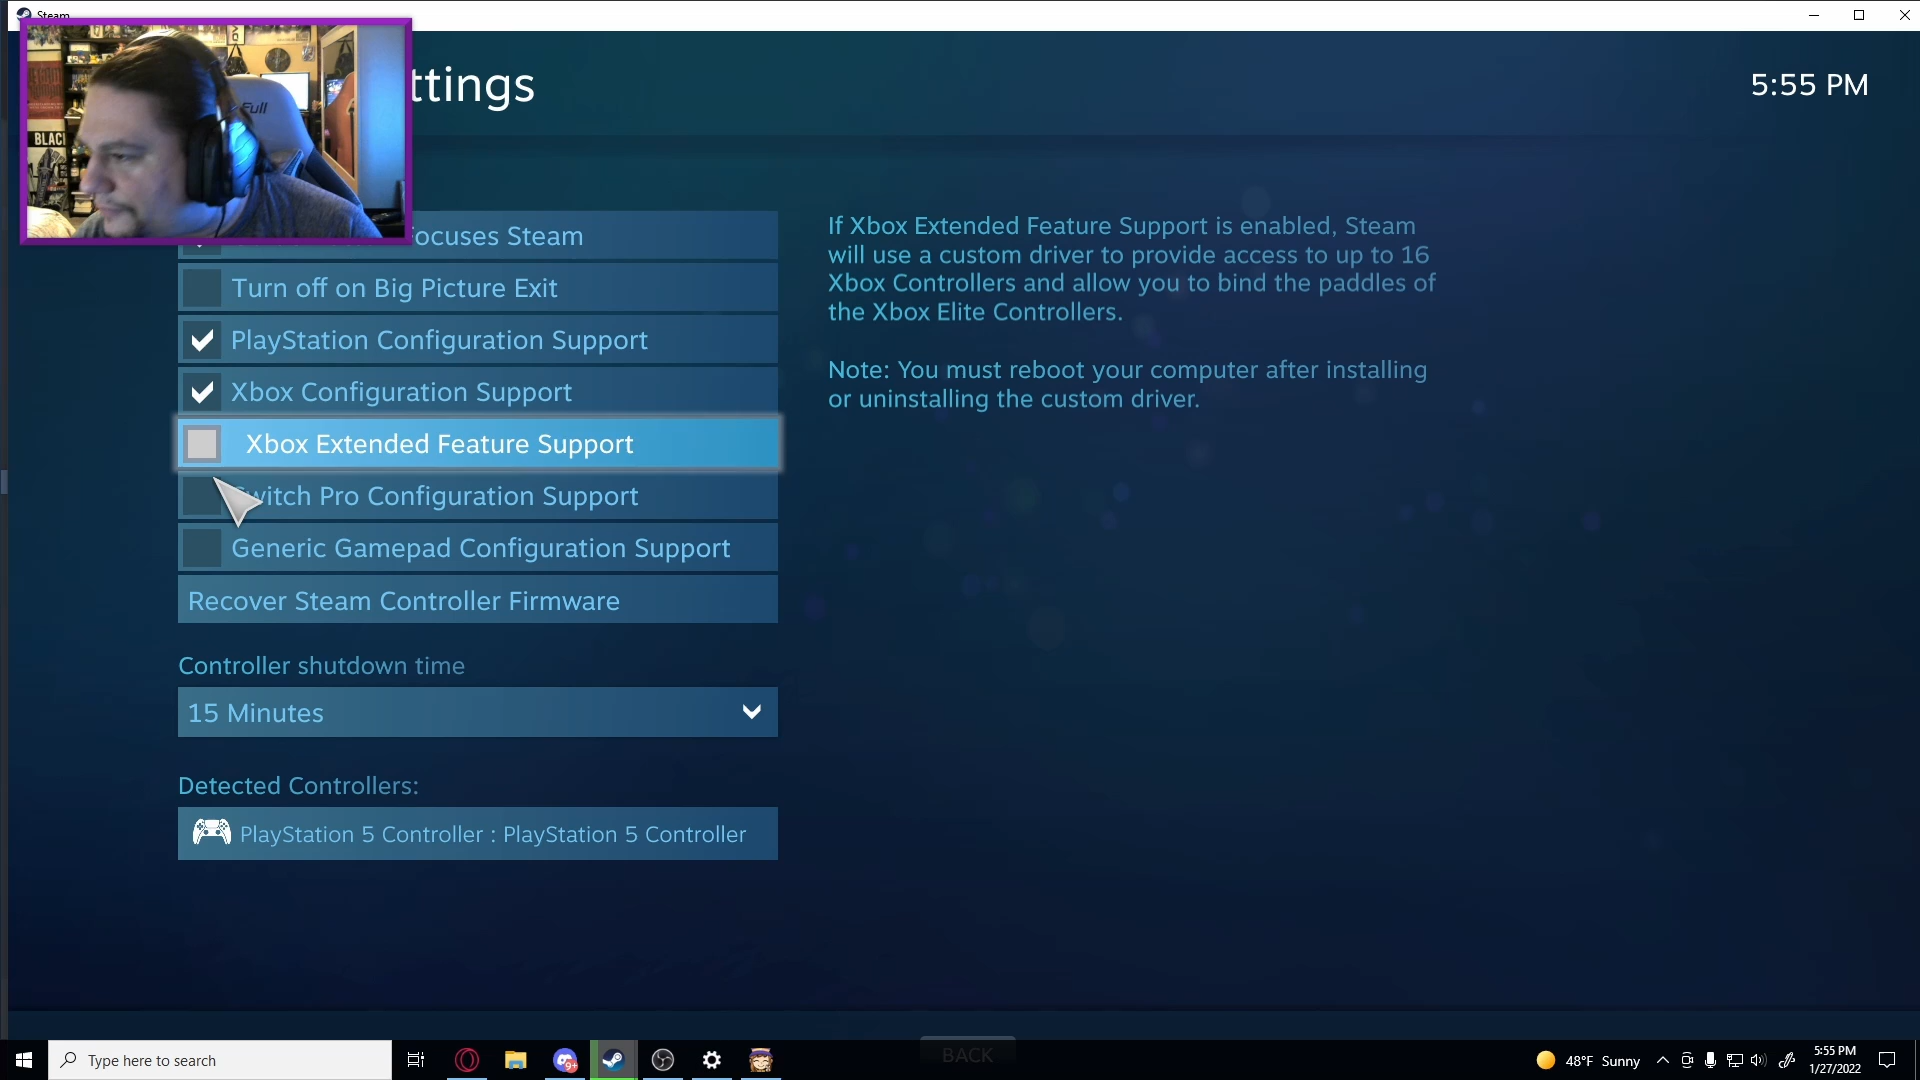 Steam
ttings
5:55 PM
Full
BLAC
ocuses Steam
Turn off on Big Picture Exit
PlayStation Configuration Support
Xbox Configuration Support
Xbox Extended Feature Support
witch Pro Configuration Support
Generic Gamepad Configuration Support
Recover Steam Controller Firmware
Controller shutdown time
15 Minutes
Detected Controllers:
PlayStation 5 Controller : PlayStation 5 Controller
If Xbox Extended Feature Support is enabled, Steam
will use a custom driver to provide access to up to 16
Xbox Controllers and allow you to bind the paddles of
the Xbox Elite Controllers.
Note: You must reboot your computer after installing
or uninstalling the custom driver.
BACK
Type here to search
9+
48°F Sunny
5:55 PM
1/27/2022